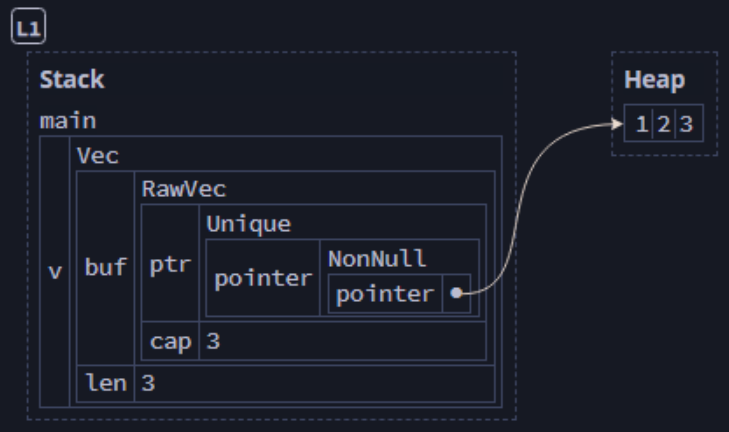 L1
Stack
Heap
main
1 2 3
Vec
RawVec
Unique
NonNull
v buf ptr pointer pointer
cap 3
len 3